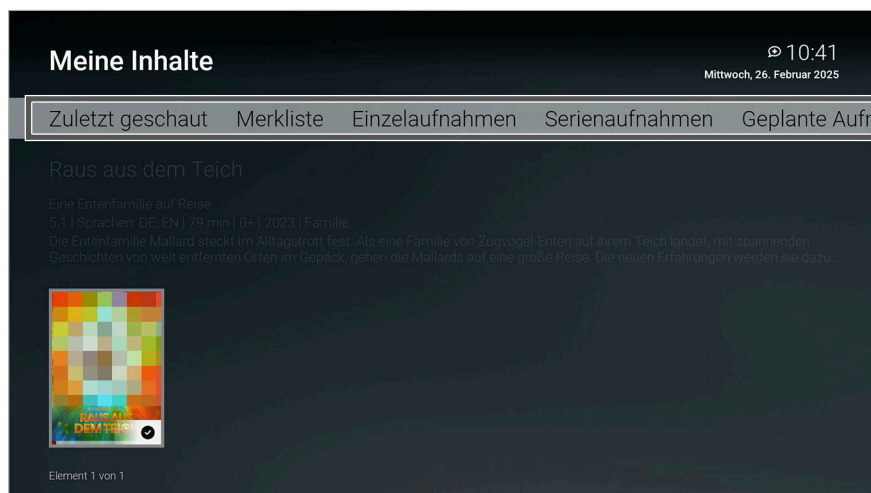 Meine Inhalte
10:41
Mittwoch, 26. Februar 2025
Zuletzt geschaut Merkliste Einzelaufnahmen Serienaufnahmen Geplante Aufn
Raus aus dem Teich
Eine Entenfamilie auf Reise
5.1 | Sprachen: DE, EN | 79 min | 0+ | 2023 | Familie
Die Entenfamilie Mallard steckt im Alltagstrott fest. Als eine Familie von Zugvogel-Enten auf ihrem Teich landet, mit spannenden
Geschichten von weit entfernten Orten im Gepäck, gehen die Mallards auf eine große Reise. Die neuen Erfahrungen werden sie dazu...
RAUS AUS
DEM TEICH
Element 1 von 1